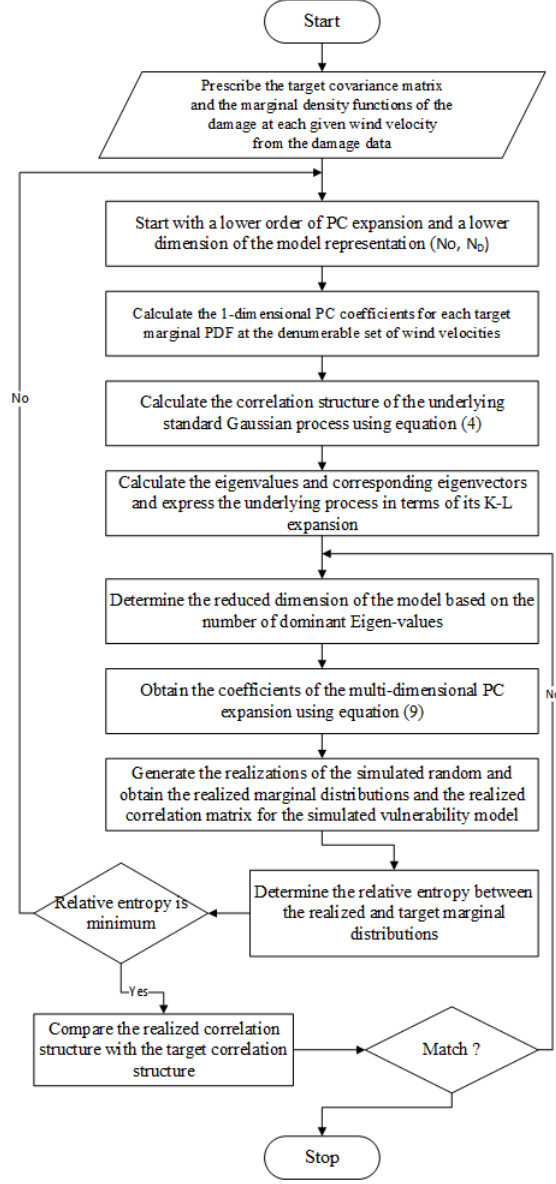 Start
Prescribe the target covariance matrix
and the marginal density functions of the
damage at each given wind velocity
from the damage data
Start with a lower order of PC expansion and a lower
dimension of the model representation (No, N_D)
Calculate the 1-dimensional PC coefficients for each target
marginal PDF at the denumerable set of wind velocities
No
Calculate the correlation structure of the underlying
standard Gaussian process using equation (4)
Calculate the eigenvalues and corresponding eigenvectors
and express the underlying process in terms of its K-L
expansion
Determine the reduced dimension of the model based on the
number of dominant Eigen-values
Obtain the coefficients of the multi-dimensional PC
expansion using equation (9)
No
Generate the realizations of the simulated random and
obtain the realized marginal distributions and the realized
correlation matrix for the simulated vulnerability model
Relative entropy is
minimum
Determine the relative entropy between
the realized and target marginal
distributions
Yes
Compare the realized correlation
structure with the target correlation
structure
Match ?
Stop